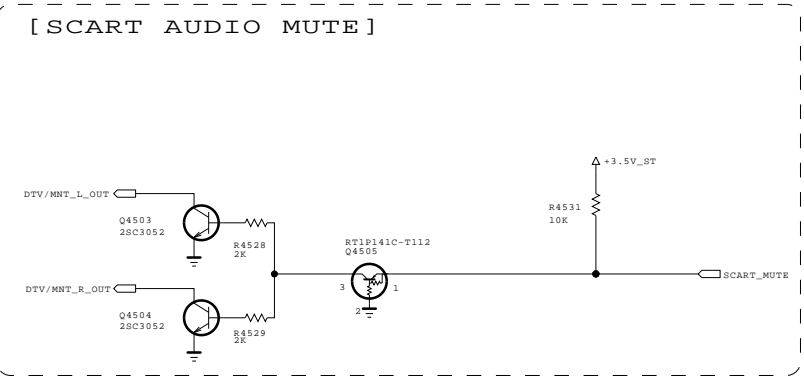 [SCART AUDIO MUTE]
+3.5V_ST
DTV/MNT_L_OUT
R4531
10K
Q4503
2SC3052
R4528
2K
RT1P141C-T112
Q4505
SCART_MUTE
3
1
DTV/MNT_R_OUT
2
Q4504
2SC3052
R4529
2K